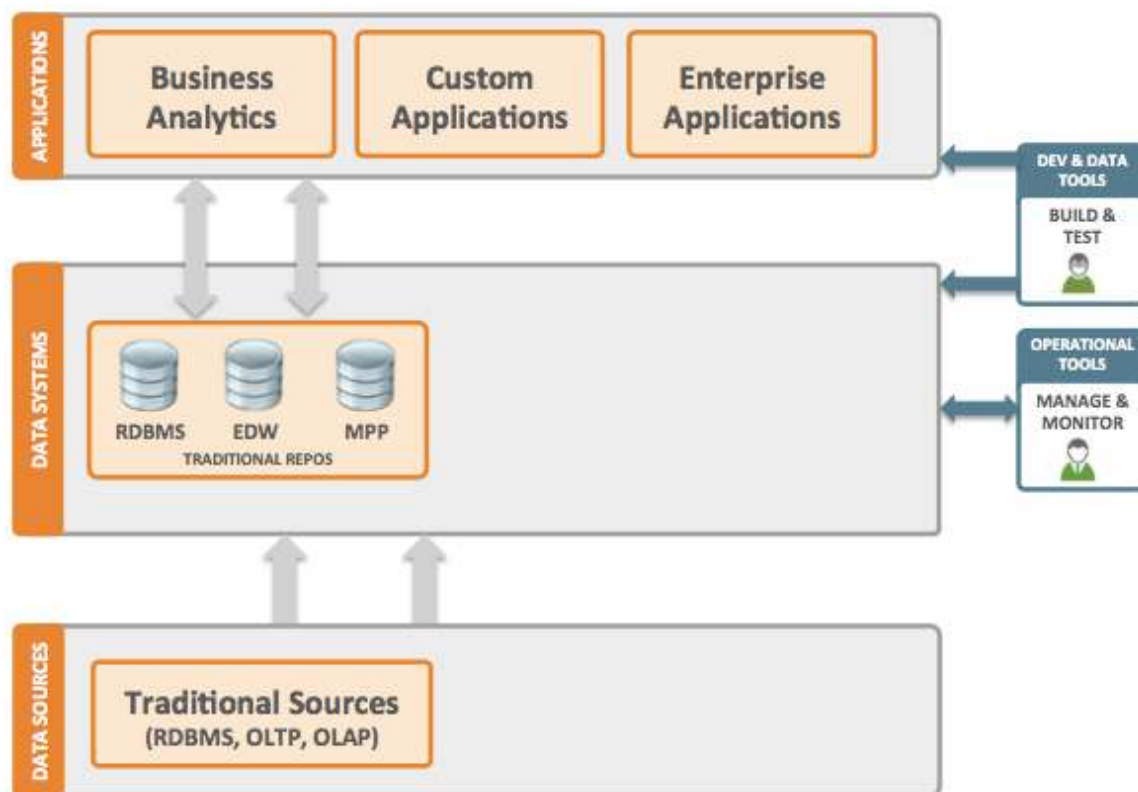 APPLICATIONS
Business
Analytics
Custom
Applications
Enterprise
Applications
DEV & DATA
TOOLS
BUILD &
TEST
DATA SYSTEMS
RDBMS
EDW
MPP
TRADITIONAL REPOS
OPERATIONAL
TOOLS
MANAGE &
MONITOR
DATA SOURCES
Traditional Sources
(RDBMS, OLTP, OLAP)